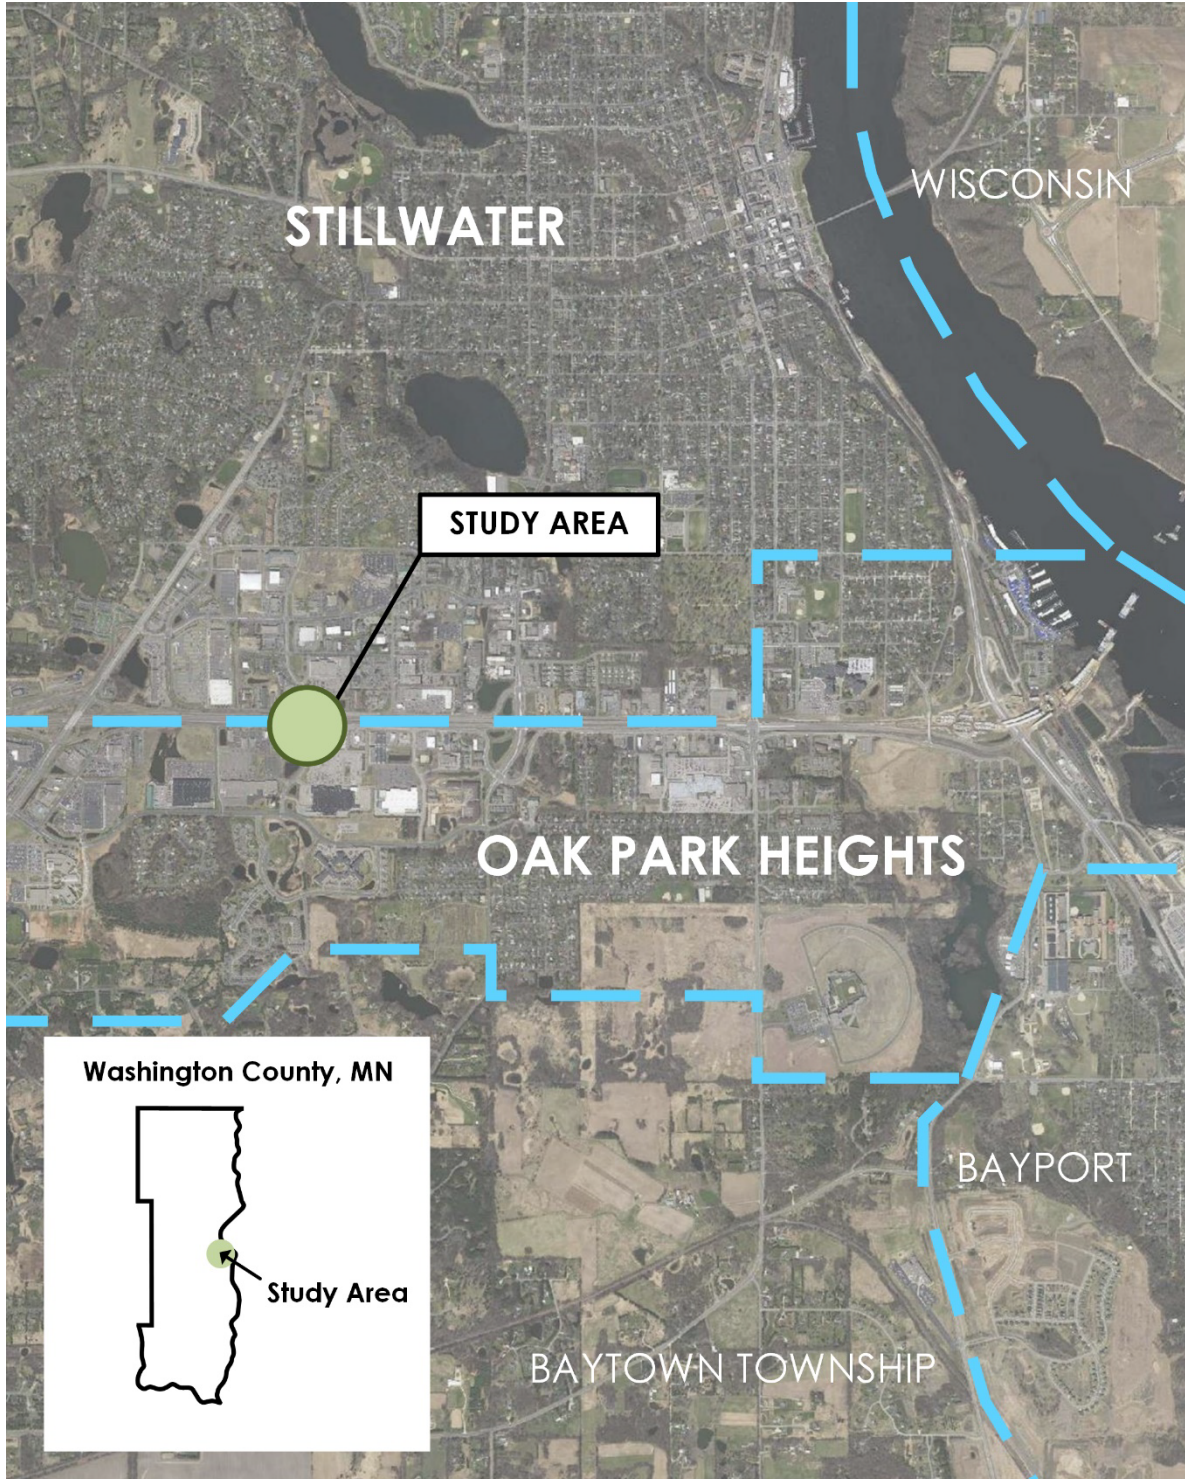 WISCONSIN
STILLWATER
STUDY AREA
OAK PARK HEIGHTS
Washington County, MN
Study Area
BAYPORT
BAYTOWN TOWNSHIP